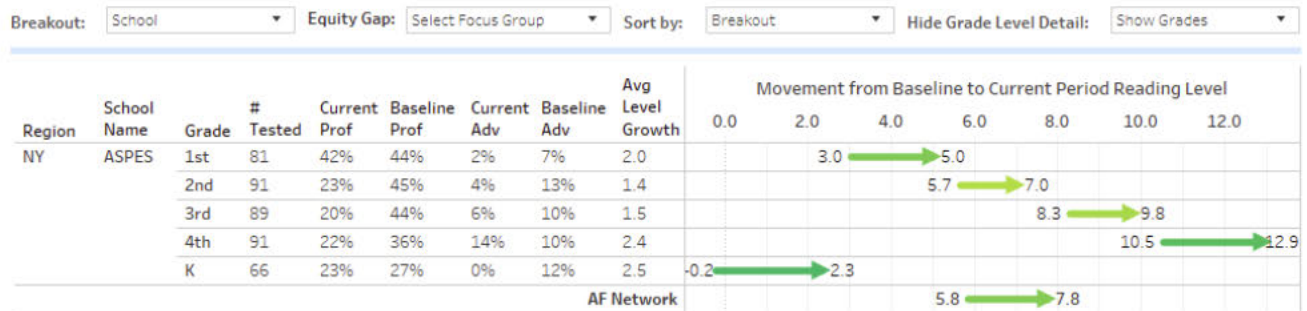 Breakout: School Equity Gap: Select Focus Group Sort by: Breakout Hide Grade Level Detail: Show Grades
Movement from Baseline to Current Period Reading Level
Region School Name Grade # Tested Current Prof Baseline Prof Current Adv Baseline Adv Avg Level Growth 0.0 2.0 4.0 6.0 8.0 10.0 12.0
NY ASPES 1st 81 42% 44% 2% 7% 2.0 3.0 5.0
2nd 91 23% 45% 4% 13% 1.4 5.7 7.0
3rd 89 20% 44% 6% 10% 1.5 8.3 9.8
4th 91 22% 36% 14% 10% 2.4 10.5 12.9
K 66 23% 27% 0% 12% 2.5 -0.2 2.3
AF Network 5.8 7.8